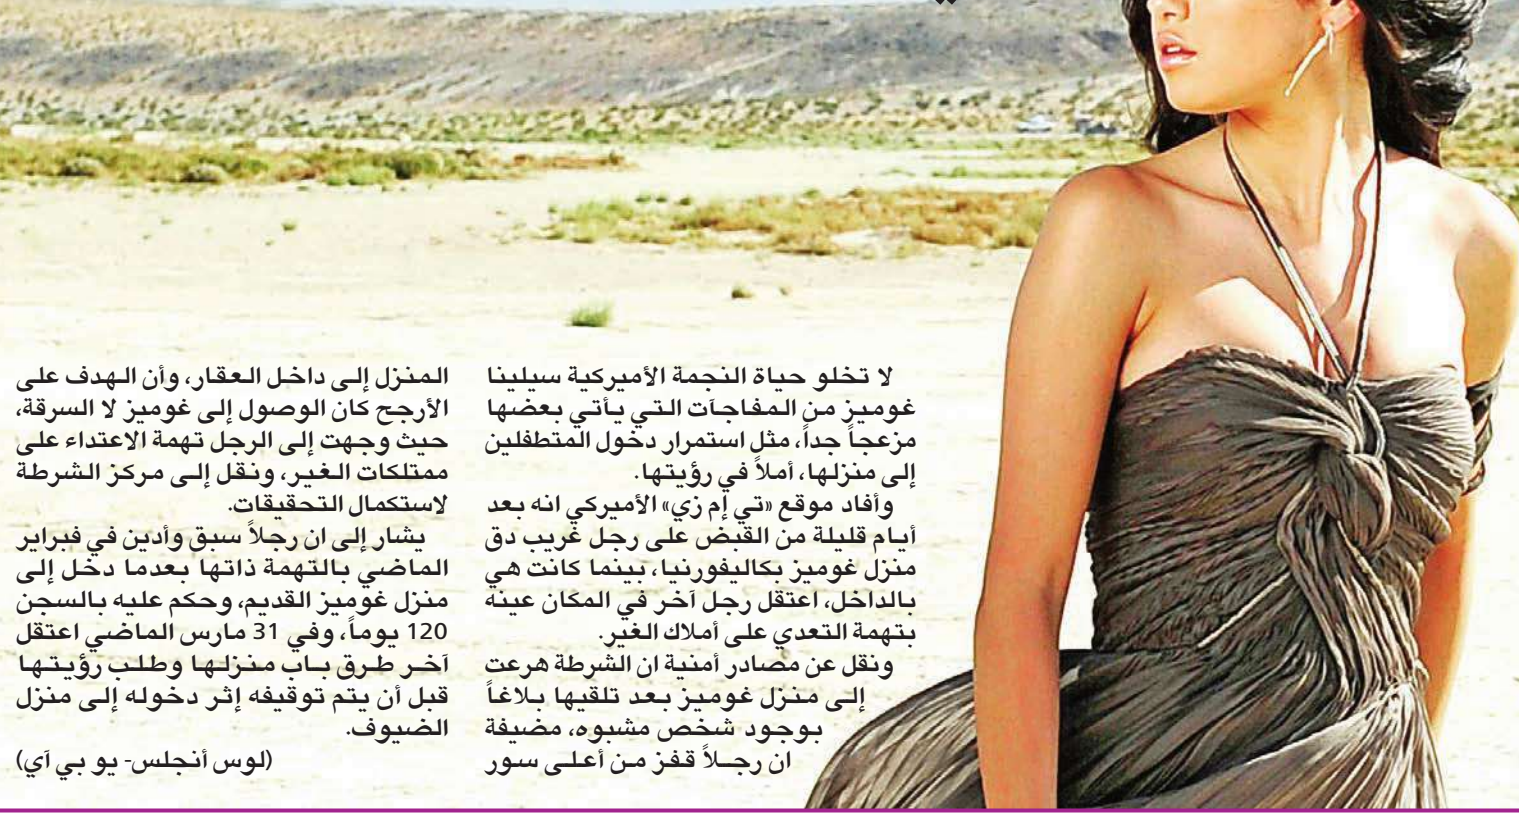 لا تخلو حياة النجمة الأميركية سيلينا
غوميز من المفاجآت التي يأتي بعضها
مزعجاً جداً، مثل استمرار دخول المتطفلين
إلى منزلها، أملاً في رؤيتها.
وأفاد موقع «تي إم زي» الأميركي انه بعد
أيام قليلة من القبض على رجل غريب دق
منزل غوميز بكاليفورنيا، بينما كانت هي
بالداخل، اعتقل رجل آخر في المكان عينه
بتهمة التعدي على أملاك الغير.
ونقل عن مصادر أمنية ان الشرطة هرعت
إلى منزل غوميز بعد تلقيها بلاغاً
بوجود شخص مشبوه، مضيفة
ان رجلاً قفز من أعلى سور
المنزل إلى داخل العقار، وأن الهدف على
الأرجح كان الوصول إلى غوميز لا السرقة،
حيث وجهت إلى الرجل تهمة الاعتداء على
ممتلكات الغير، ونقل إلى مركز الشرطة
لاستكمال التحقيقات.
يشار إلى ان رجلاً سبق وأدين في فبراير
الماضي بالتهمة ذاتها بعدما دخل إلى
منزل غوميز القديم، وحكم عليه بالسجن
120 يوماً، وفي 31 مارس الماضي اعتقل
آخر طرق باب منزلها وطلب رؤيتها
قبل أن يتم توقيفه إثر دخوله إلى منزل
الضيوف.
(لوس أنجلس- يو بي آي)